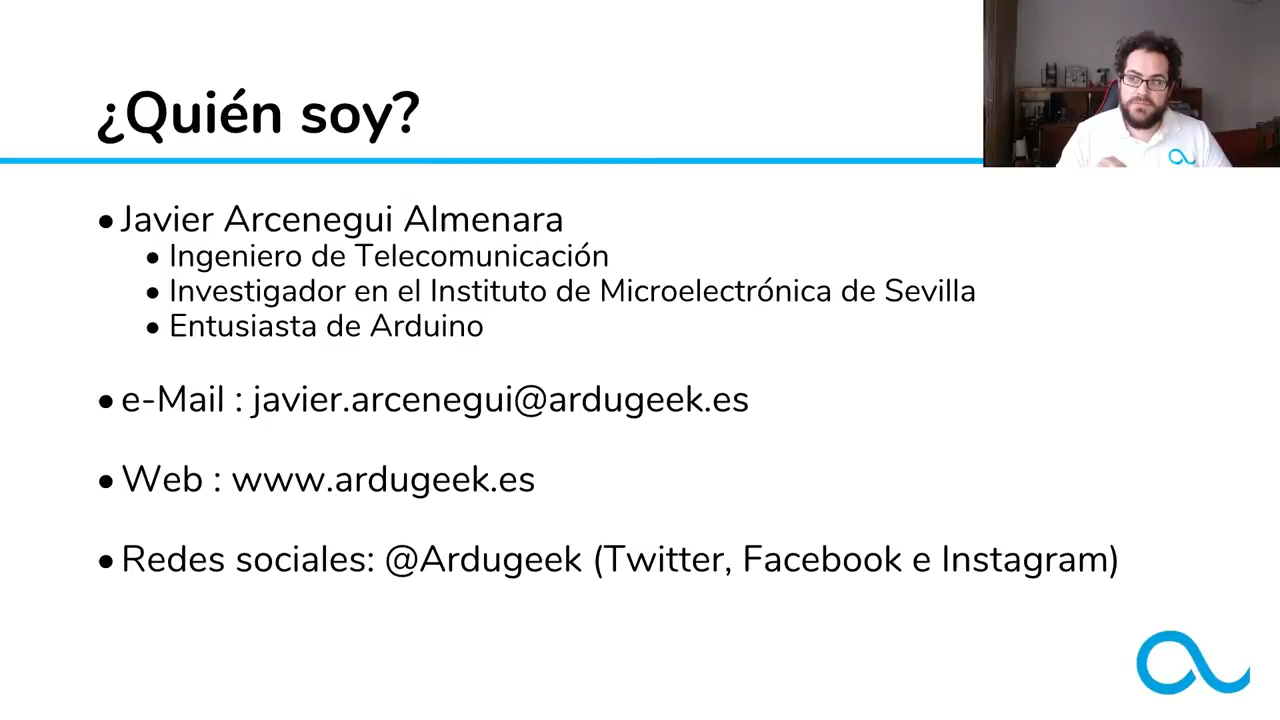 ¿Quién soy?
• Javier Arcenegui Almenara
• Ingeniero de Telecomunicación
• Investigador en el Instituto de Microelectrónica de Sevilla
• Entusiasta de Arduino
• e-Mail : javier.arcenegui@ardugeek.es
• Web : www.ardugeek.es
• Redes sociales: @Ardugeek (Twitter, Facebook e Instagram)